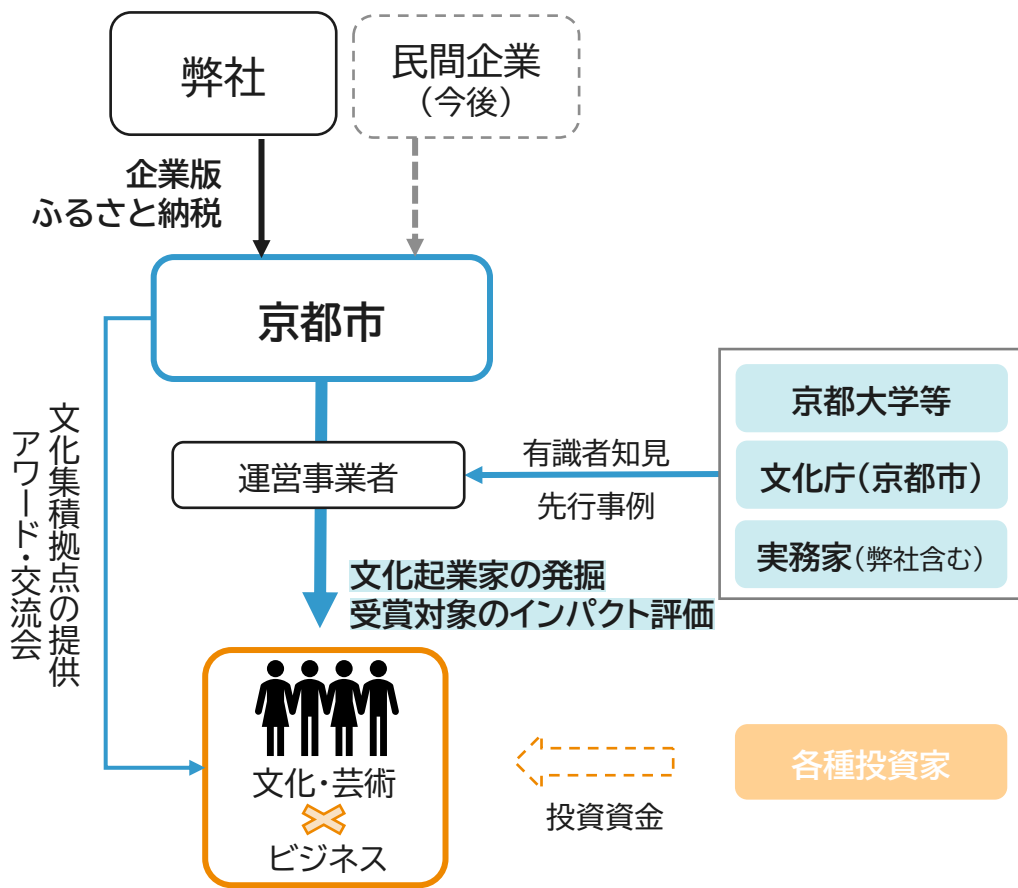 弊社
民間企業
（今後）
企業版
ふるさと納税
京都市
運営事業者
有識者知見
先行事例
京都大学等
文化庁（京都市）
実務家（弊社含む）
文化集積拠点の提供
アワード・交流会
文化起業家の発掘
受賞対象のインパクト評価
文化・芸術
ビジネス
投資資金
各種投資家